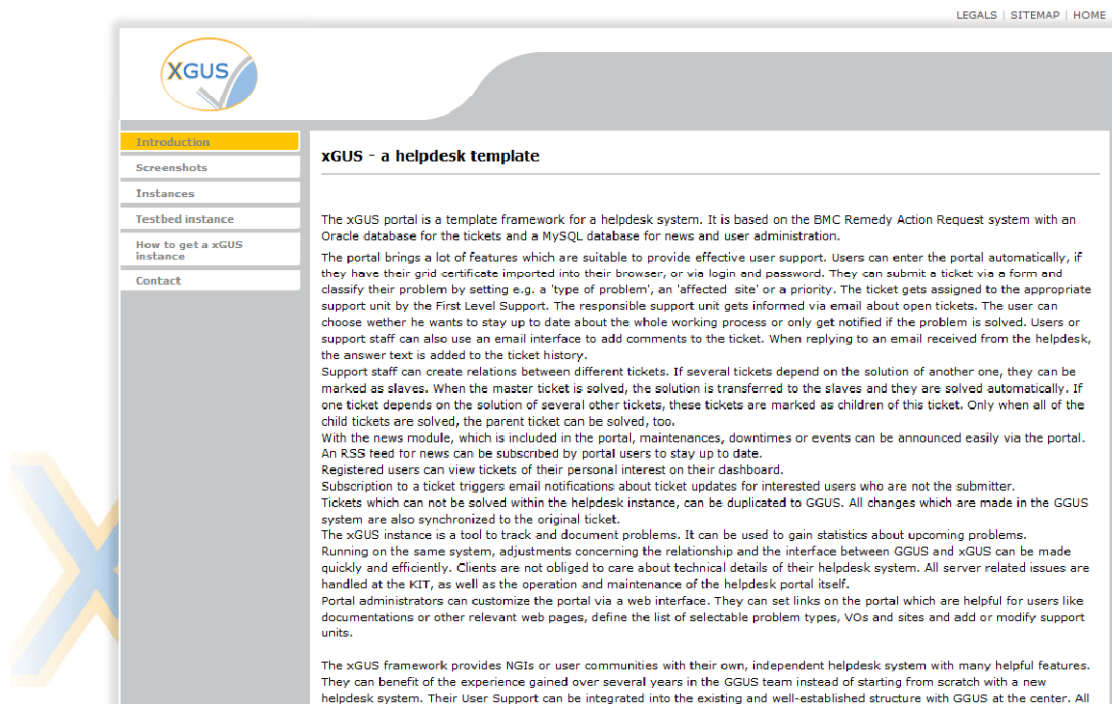 LEGALS | SITEMAP | HOME
XGUS
Introduction
Screenshots
Instances
Testbed instance
How to get a xGUS
instance
Contact
xGUS - a helpdesk template
The xGUS portal is a template framework for a helpdesk system. It is based on the BMC Remedy Action Request system with an
Oracle database for the tickets and a MySQL database for news and user administration.
The portal brings a lot of features which are suitable to provide effective user support. Users can enter the portal automatically, if
they have their grid certificate imported into their browser, or via login and password. They can submit a ticket via a form and
classify their problem by setting e.g. a 'type of problem', an 'affected site' or a priority. The ticket gets assigned to the appropriate
support unit by the First Level Support. The responsible support unit gets informed via email about open tickets. The user can
choose wether he wants to stay up to date about the whole working process or only get notified if the problem is solved. Users or
support staff can also use an email interface to add comments to the ticket. When replying to an email received from the helpdesk,
the answer text is added to the ticket history.
Support staff can create relations between different tickets. If several tickets depend on the solution of another one, they can be
marked as slaves. When the master ticket is solved, the solution is transferred to the slaves and they are solved automatically. If
one ticket depends on the solution of several other tickets, these tickets are marked as children of this ticket. Only when all of the
child tickets are solved, the parent ticket can be solved, too.
With the news module, which is included in the portal, maintenances, downtimes or events can be announced easily via the portal.
An RSS feed for news can be subscribed by portal users to stay up to date.
Registered users can view tickets of their personal interest on their dashboard.
Subscription to a ticket triggers email notifications about ticket updates for interested users who are not the submitter.
Tickets which can not be solved within the helpdesk instance, can be duplicated to GGUS. All changes which are made in the GGUS
system are also synchronized to the original ticket.
The xGUS instance is a tool to track and document problems. It can be used to gain statistics about upcoming problems.
Running on the same system, adjustments concerning the relationship and the interface between GGUS and xGUS can be made
quickly and efficiently. Clients are not obliged to care about technical details of their helpdesk system. All server related issues are
handled at the KIT, as well as the operation and maintenance of the helpdesk portal itself.
Portal administrators can customize the portal via a web interface. They can set links on the portal which are helpful for users like
documentations or other relevant web pages, define the list of selectable problem types, VOs and sites and add or modify support
units.
The xGUS framework provides NGIs or user communities with their own, independent helpdesk system with many helpful features.
They can benefit of the experience gained over several years in the GGUS team instead of starting from scratch with a new
helpdesk system. Their User Support can be integrated into the existing and well-established structure with GGUS at the center. All